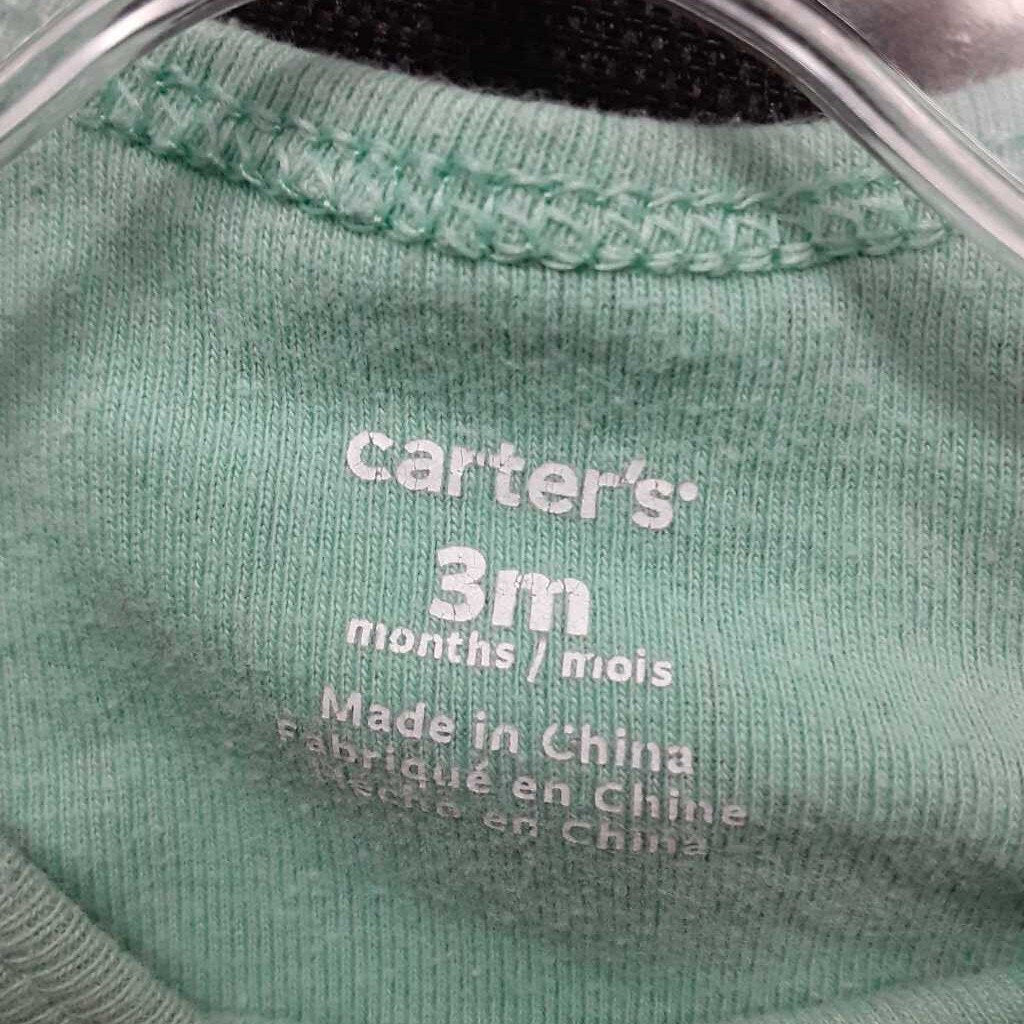 carter's
3m
months / mois
Made in China
Fabriqué en Chine
Hecho en China